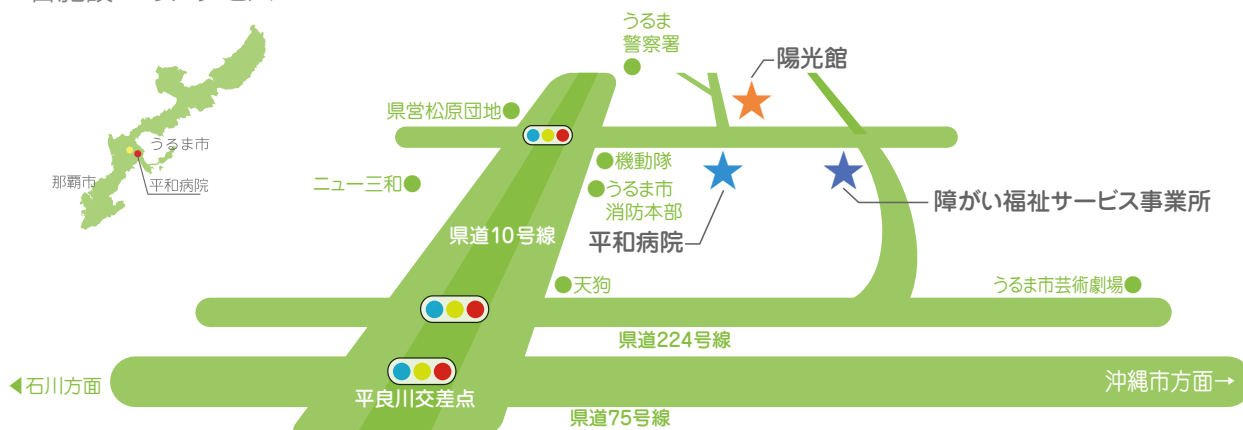 うるま
警察署
陽光館
県営松原団地
機動隊
うるま市
那覇市
平和病院
ニュー三和
うるま市
消防本部
障がい福祉サービス事業所
平和病院
県道10号線
天狗
うるま市芸術劇場
県道224号線
石川方面
沖縄市方面→
平良川交差点
県道75号線